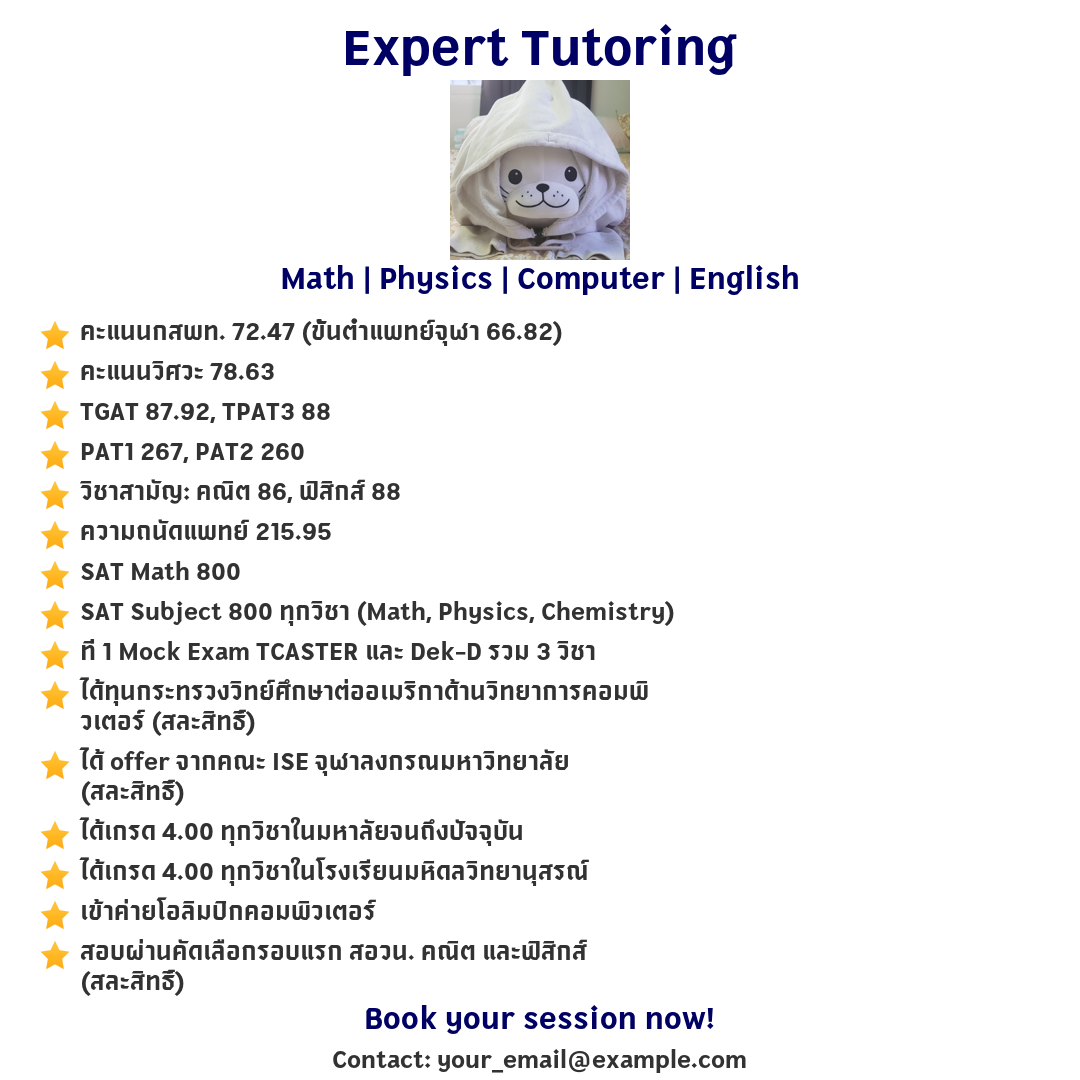 Expert Tutoring
Math | Physics | Computer | English
คะแนนกสพท. 72.47 (ขั้นต่ำแพทย์จุฬา 66.82)
คะแนนวิศวะ 78.63
TGAT 87.92, TPAT3 88
PAT1 267, PAT2 260
วิชาสามัญ: คณิต 86, ฟิสิกส์ 88
ความถนัดแพทย์ 215.95
SAT Math 800
SAT Subject 800 ทุกวิชา (Math, Physics, Chemistry)
ที่ 1 Mock Exam TCASTER และ Dek-D รวม 3 วิชา
ได้ทุนกระทรวงวิทย์ศึกษาต่ออเมริกาด้านวิทยาการคอมพิ
วเตอร์ (สละสิทธิ์)
ได้ offer จากคณะ ISE จุฬาลงกรณมหาวิทยาลัย
(สละสิทธิ์)
ได้เกรด 4.00 ทุกวิชาในมหาลัยจนถึงปัจจุบัน
ได้เกรด 4.00 ทุกวิชาในโรงเรียนมหิดลวิทยานุสรณ์
เข้าค่ายโอลิมปิกคอมพิวเตอร์
สอบผ่านคัดเลือกรอบแรก สอวน. คณิต และฟิสิกส์
(สละสิทธิ์)
Book your session now!
Contact: your_email@example.com